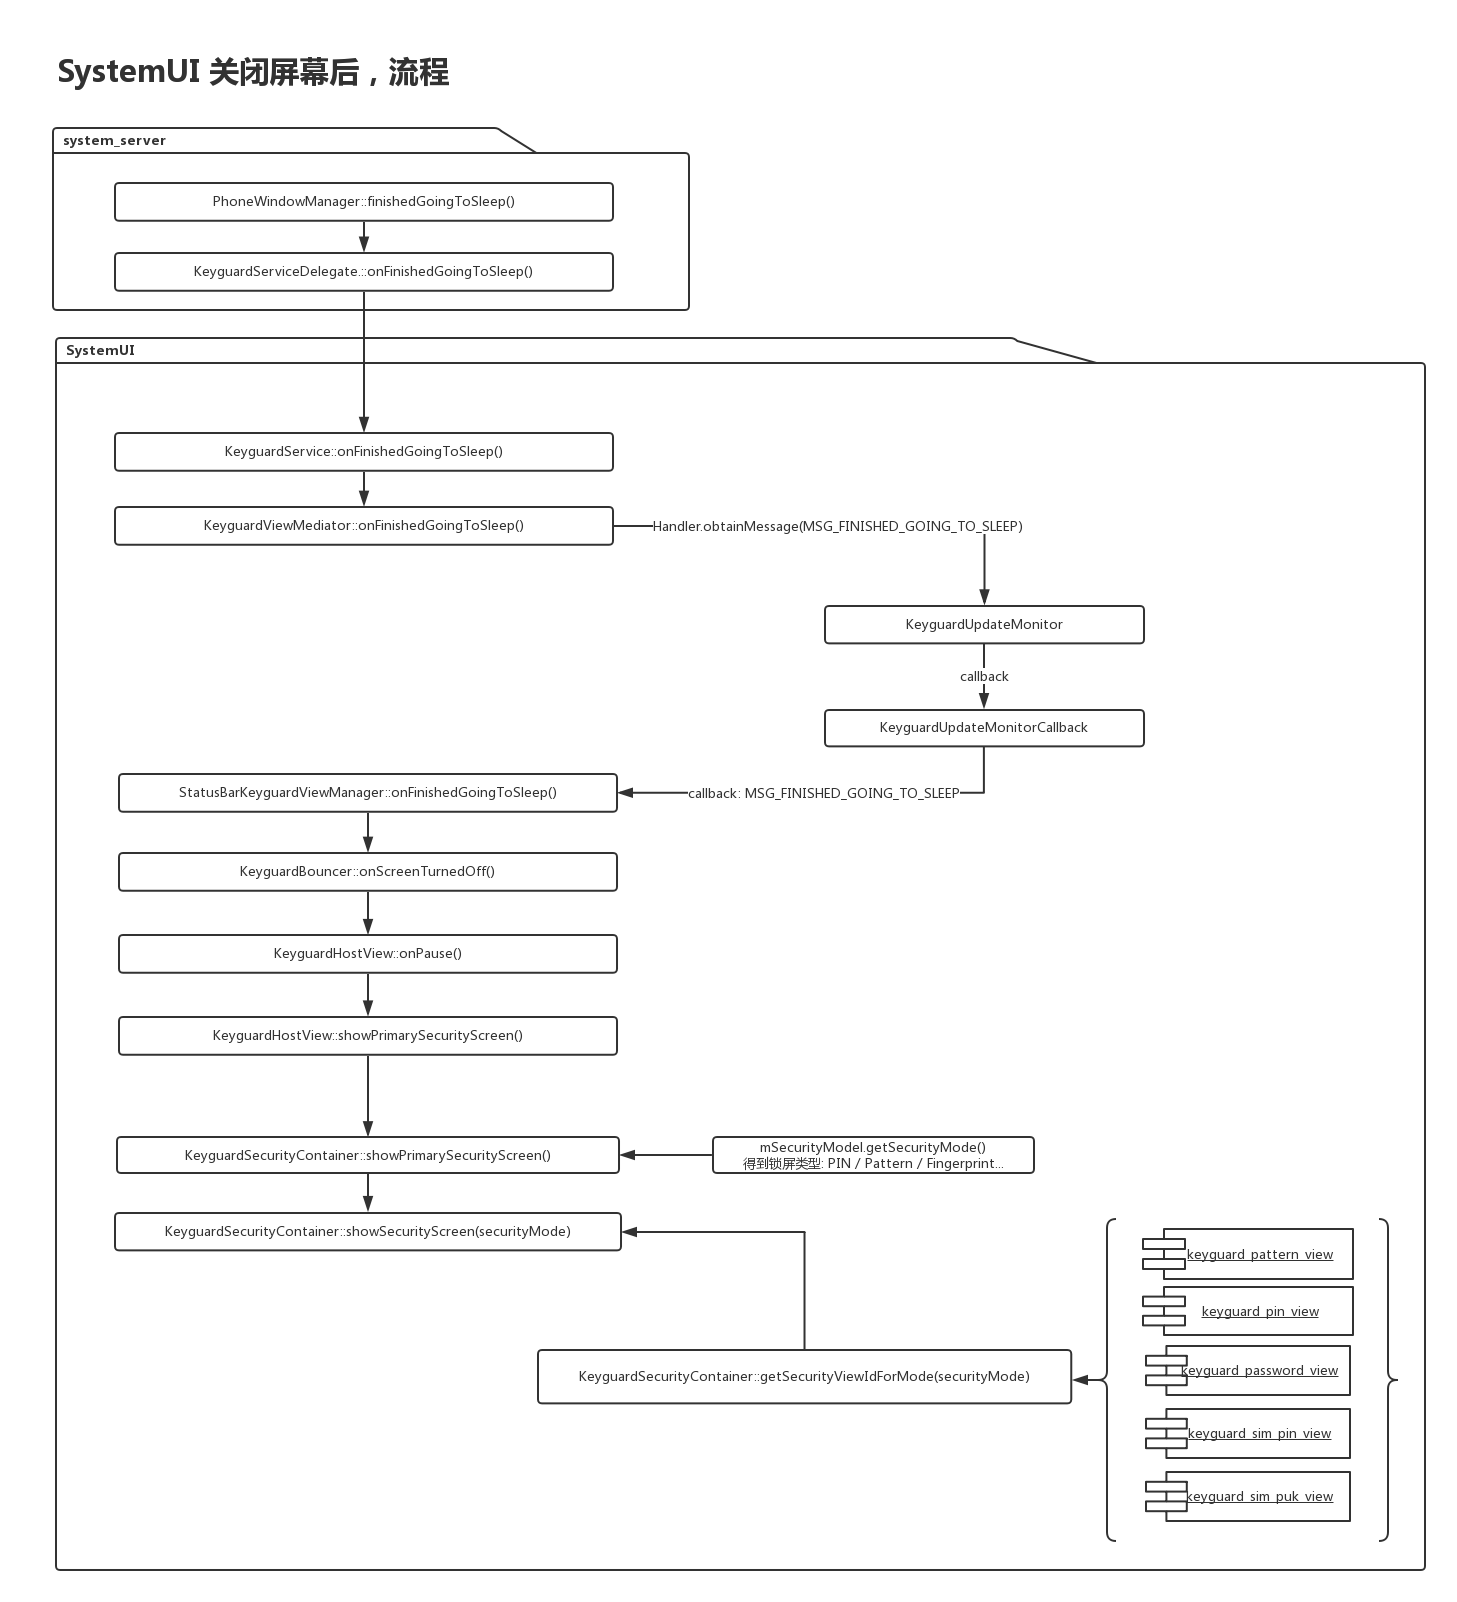 SystemUI 关闭屏幕后，流程
system_server
PhoneWindowManager::finishedGoingToSleep()
KeyguardServiceDelegate.::onFinishedGoingToSleep()
SystemUI
KeyguardService::onFinishedGoingToSleep()
KeyguardViewMediator::onFinishedGoingToSleep()
Handler.obtainMessage(MSG_FINISHED_GOING_TO_SLEEP)
KeyguardUpdateMonitor
callback
KeyguardUpdateMonitorCallback
StatusBarKeyguardViewManager::onFinishedGoingToSleep()
callback: MSG_FINISHED_GOING_TO_SLEEP
KeyguardBouncer::onScreenTurnedOff()
KeyguardHostView::onPause()
KeyguardHostView::showPrimarySecurityScreen()
KeyguardSecurityContainer::showPrimarySecurityScreen()
mSecurityModel.getSecurityMode()
得到锁屏类型: PIN / Pattern / Fingerprint...
KeyguardSecurityContainer::showSecurityScreen(securityMode)
keyguard_pattern_view
keyguard_pin_view
keyguard_password_view
KeyguardSecurityContainer::getSecurityViewIdForMode(securityMode)
keyguard_sim_pin_view
keyguard_sim_puk_view